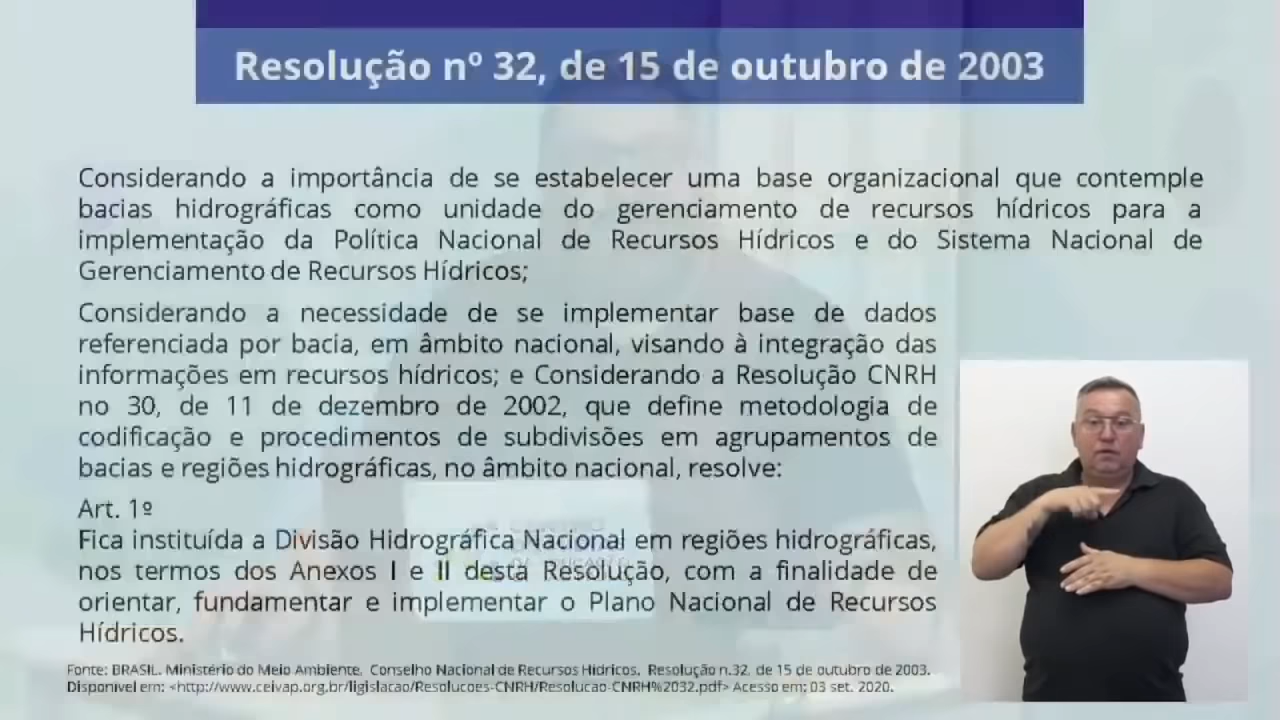 Resolução nº 32, de 15 de outubro de 2003
Considerando a importância de se estabelecer uma base organizacional que contemple
bacias hidrográficas como unidade do gerenciamento de recursos hídricos para a
implementação da Política Nacional de Recursos Hídricos e do Sistema Nacional de
Gerenciamento de Recursos Hídricos;
Considerando a necessidade de se implementar base de dados
referenciada por bacia, em âmbito nacional, visando à integração das
informações em recursos hídricos; e Considerando a Resolução CNRH
no 30, de 11 de dezembro de 2002, que define metodologia de
codificação e procedimentos de subdivisões em agrupamentos de
bacias e regiões hidrográficas, no âmbito nacional, resolve:
Art. 1º
Fica instituída a Divisão Hidrográfica Nacional em regiões hidrográficas,
nos termos dos Anexos I e II desta Resolução, com a finalidade de
orientar, fundamentar e implementar o Plano Nacional de Recursos
Hídricos.
Fonte: BRASIL. Ministério do Meio Ambiente. Conselho Nacional de Recursos Hídricos. Resolução n.32. de 15 de outubro de 2003.
Disponível em: <http://www.ceivap.org.br/ligislacao/Resolucoes-CNRH/Resolucao-CNRH%2032.pdf> Acesso em: 03 set. 2020.